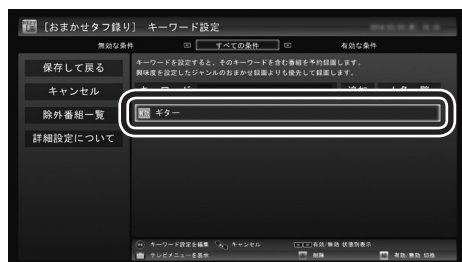 [おまかせタフ録り] キーワード設定
無効な条件 すべての条件 有効な条件
保存して戻る
キーワードを設定すると、そのキーワードを含む番組を予約録画します。
興味度を設定したジャンルのおまかせ録画よりも優先して録画します。
キャンセル
キーワード 追加
除外番組一覧
ギター
詳細設定について
キーワード設定を編集 キャンセル 有効/無効 状態別表示
テレビメニューを表示 削除 有効/無効 切換